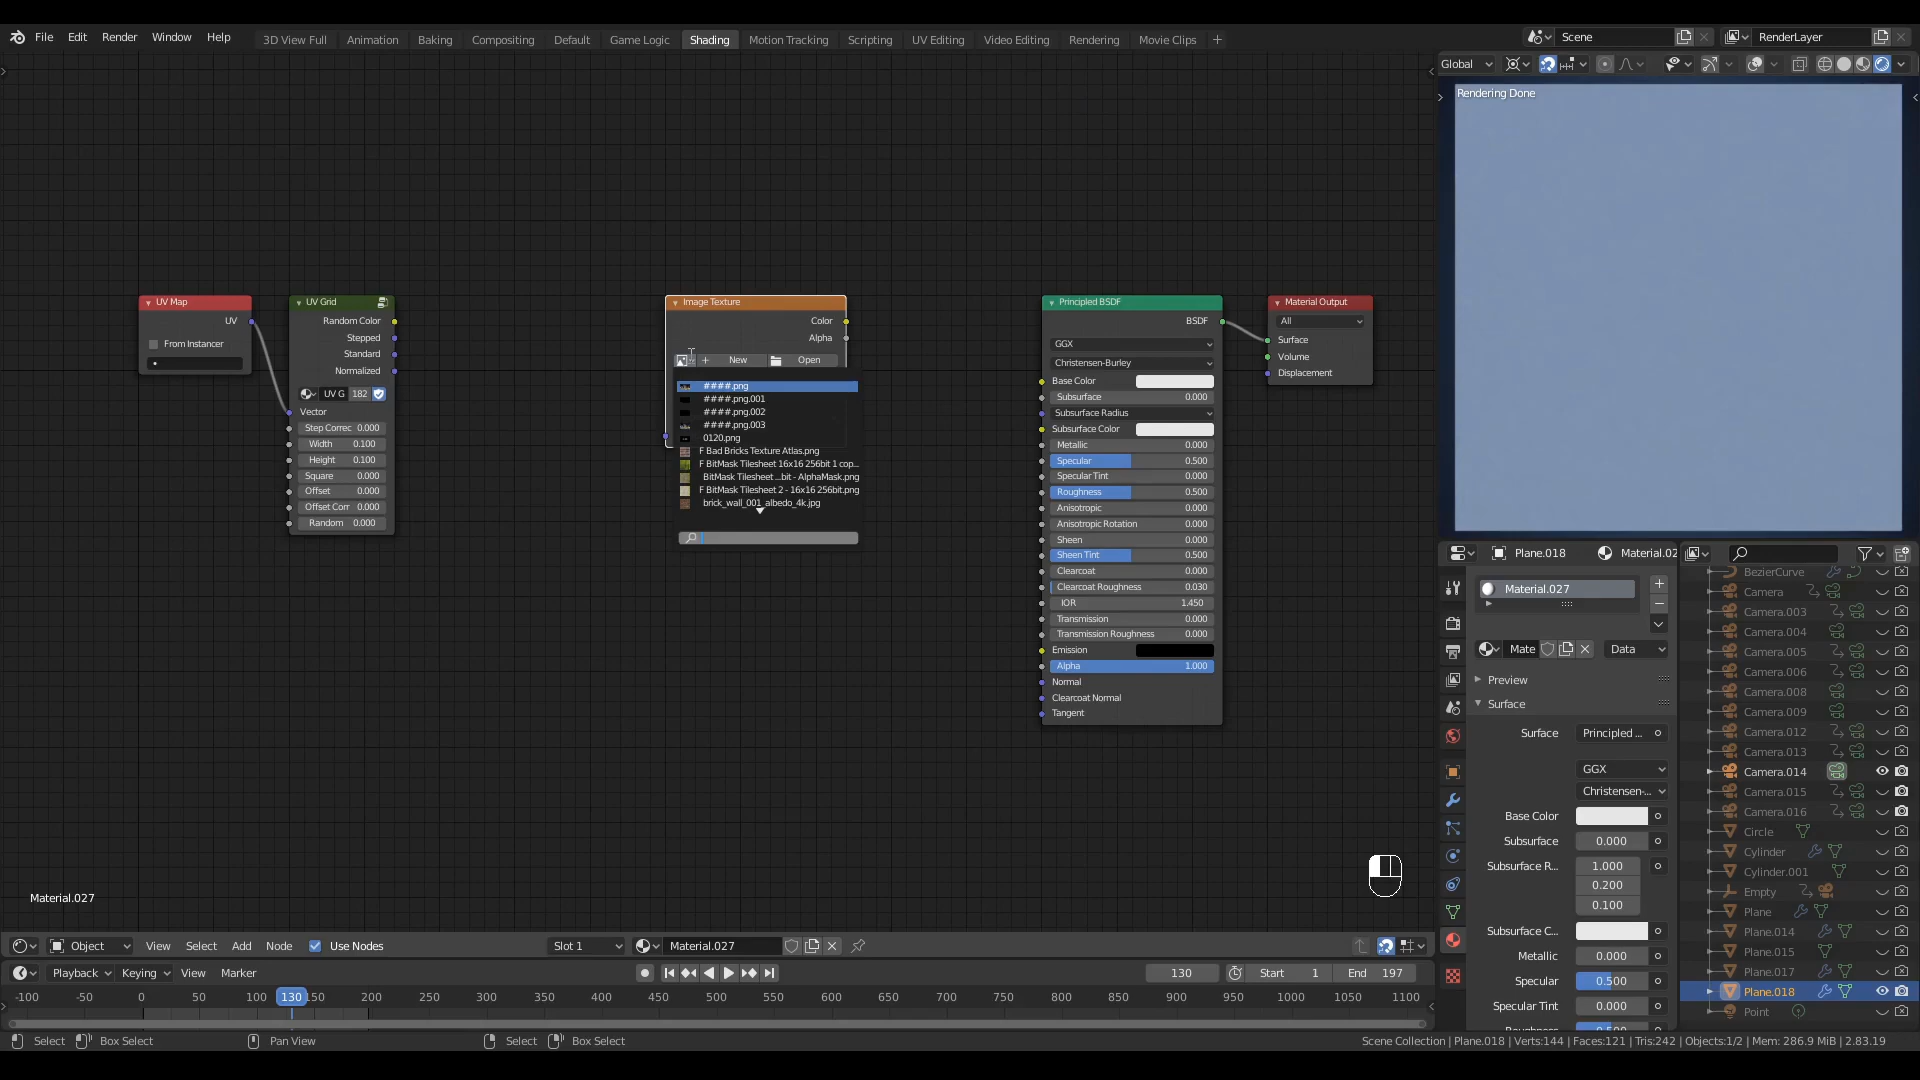 File Edit Render Window Help
3D View Full Animation Baking Compositing Default Game Logic Shading Motion Tracking Scripting UV Editing Video Editing Rendering Movie Clips +
Scene
RenderLayer
Global
Rendering Done
UV Map
UV
From Instancer
UV Grid
Random Color
Stepped
Standard
Normalized
UV G 182
Vector
Step Correc 0.000
Width 0.100
Height 0.100
Square 0.000
Offset 0.000
Offset Corr 0.000
Random 0.000
Image Texture
Color
Alpha
New Open
####.png
####.png.001
####.png.002
####.png.003
0120.png
F Bad Bricks Texture Atlas.png
F BitMask Tilesheet 16x16 256bit 1 cop...
BitMask Tilesheet ...bit - AlphaMask.png
F BitMask Tilesheet 2 - 16x16 256bit.png
brick_wall_001_albedo_4k.jpg
Principled BSDF
BSDF
GGX
Christensen-Burley
Base Color
Subsurface 0.000
Subsurface Radius
Subsurface Color
Metallic 0.000
Specular 0.500
Specular Tint 0.000
Roughness 0.500
Anisotropic 0.000
Anisotropic Rotation 0.000
Sheen 0.000
Sheen Tint 0.500
Clearcoat 0.000
Clearcoat Roughness 0.030
IOR 1.450
Transmission 0.000
Transmission Roughness 0.000
Emission
Alpha 1.000
Normal
Clearcoat Normal
Tangent
Material Output
All
Surface
Volume
Displacement
Plane.018 Material.02
Material.027
Mate Data
Preview
Surface
Surface Principled ...
GGX
Christensen-...
Base Color
Subsurface 0.000
Subsurface R... 1.000
0.200
0.100
Subsurface C...
Metallic 0.000
Specular 0.500
Specular Tint 0.000
Roughness 0.500
BezierCurve
Camera
Camera.003
Camera.004
Camera.005
Camera.006
Camera.008
Camera.009
Camera.012
Camera.013
Camera.014
Camera.015
Camera.016
Circle
Cylinder
Cylinder.001
Empty
Plane
Plane.014
Plane.015
Plane.017
Plane.018
Point
Material.027
Object View Select Add Node Use Nodes Slot 1 Material.027
Playback Keying View Marker 130 Start 1 End 197
-100 -50 0 50 100 130 150 200 250 300 350 400 450 500 550 600 650 700 750 800 850 900 950 1000 1050 1100
Select Box Select Pan View Select Box Select
Scene Collection | Plane.018 | Verts:144 | Faces:121 | Tris:242 | Objects:1/2 | Mem: 286.9 MiB | 2.83.19